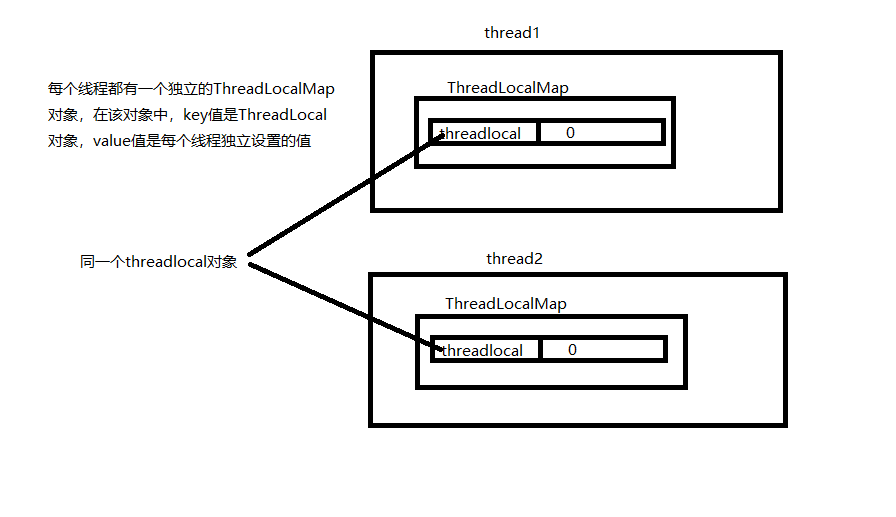 thread1
每个线程都有一个独立的ThreadLocalMap
对象，在该对象中，key值是ThreadLocal
对象，value值是每个线程独立设置的值
ThreadLocalMap
threadlocal 0
同一个threadlocal对象
thread2
ThreadLocalMap
threadlocal 0